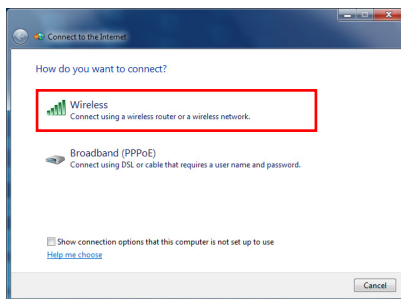 Connect to the Internet
How do you want to connect?
Wireless
Connect using a wireless router or a wireless network.
Broadband (PPPoE)
Connect using DSL or cable that requires a user name and password.
Show connection options that this computer is not set up to use
Help me choose
Cancel